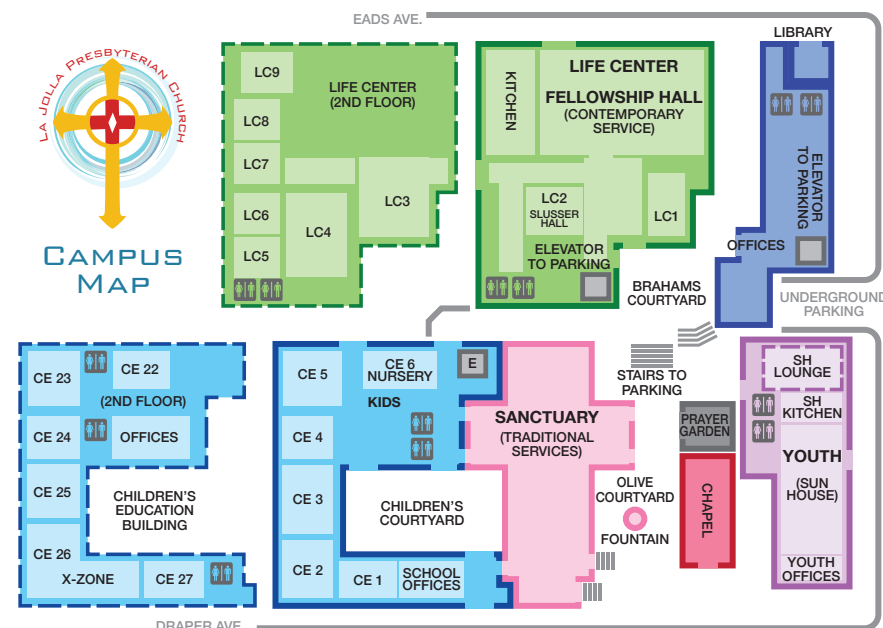 EADS AVE.
LA JOLLA PRESBYTERIAN CHURCH
CAMPUS
MAP
LC9
LIFE CENTER
(2ND FLOOR)
LC8
LC7
LC6
LC5
LC4
LC3
KITCHEN
LIFE CENTER
FELLOWSHIP HALL
(CONTEMPORARY
SERVICE)
LC2
SLUSSER
HALL
LC1
ELEVATOR
TO PARKING
BRAHAMS
COURTYARD
LIBRARY
ELEVATOR
TO PARKING
OFFICES
UNDERGROUND
PARKING
STAIRS TO
PARKING
CE 23
CE 22
(2ND FLOOR)
CE 24
OFFICES
CE 25
CHILDREN'S
EDUCATION
BUILDING
CE 26
X-ZONE
CE 27
CE 5
CE 6
NURSERY
E
KIDS
CE 4
CE 3
CHILDREN'S
COURTYARD
CE 2
CE 1
SCHOOL
OFFICES
SANCTUARY
(TRADITIONAL
SERVICES)
OLIVE
COURTYARD
FOUNTAIN
PRAYER
GARDEN
CHAPEL
SH
LOUNGE
SH
KITCHEN
YOUTH
(SUN
HOUSE)
YOUTH
OFFICES
DRAPER AVE.